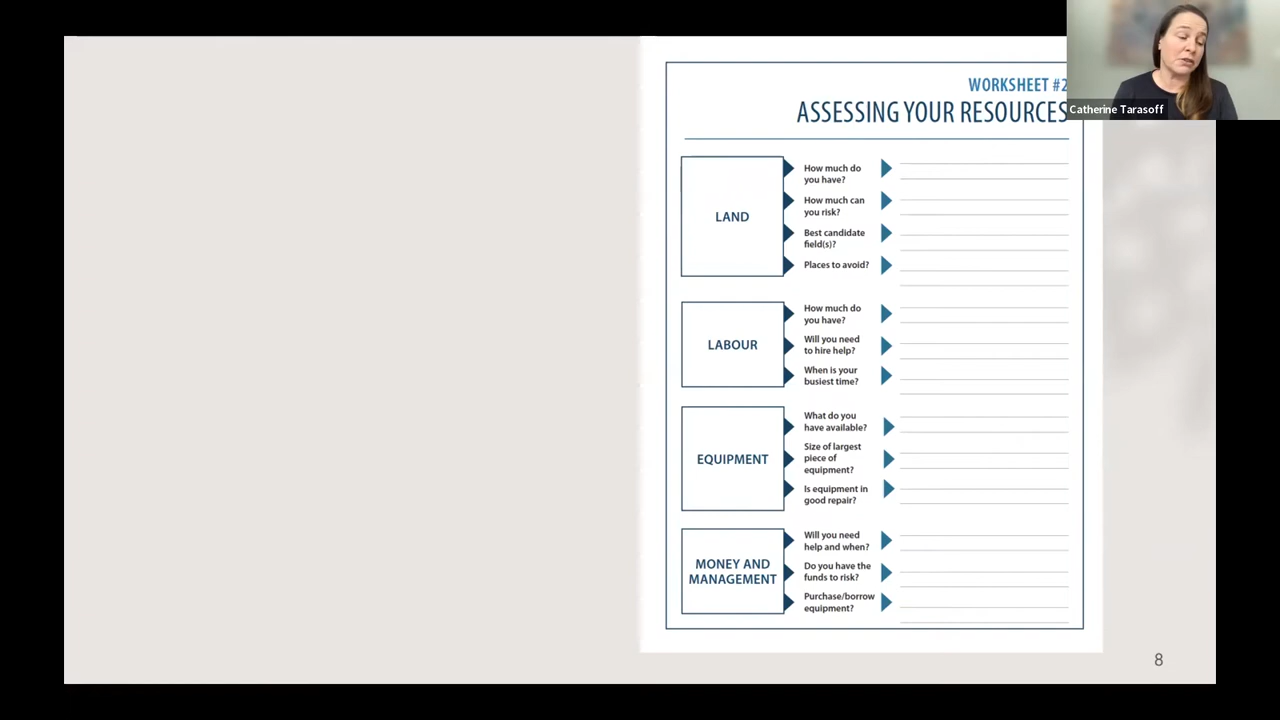 WORKSHEET #2
ASSESSING YOUR RESOURCES
Catherine Tarasoff
LAND
How much do
you have?
How much can
you risk?
Best candidate
field(s)?
Places to avoid?
LABOUR
How much do
you have?
Will you need
to hire help?
When is your
busiest time?
EQUIPMENT
What do you
have available?
Size of largest
piece of
equipment?
Is equipment in
good repair?
MONEY AND
MANAGEMENT
Will you need
help and when?
Do you have the
funds to risk?
Purchase/borrow
equipment?
8